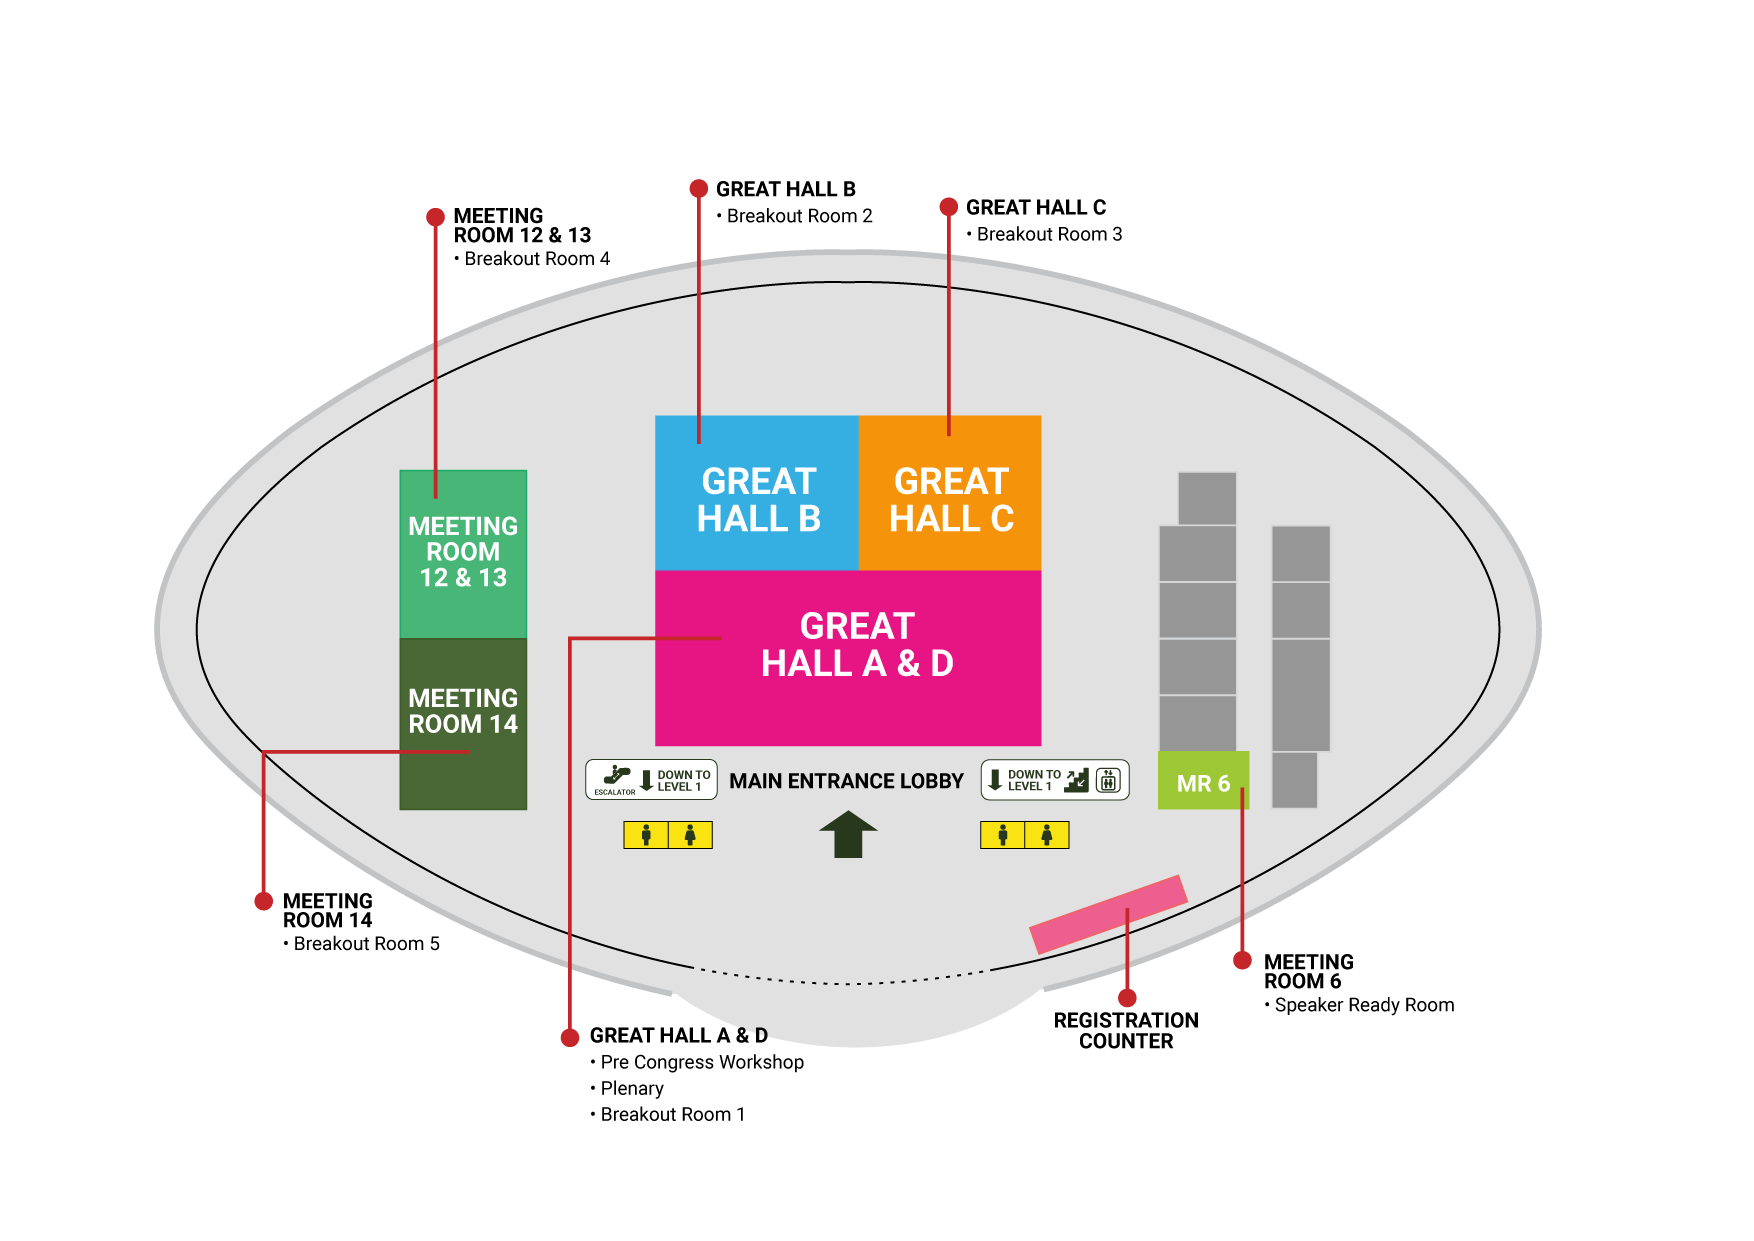 GREAT HALL B
• Breakout Room 2
GREAT HALL C
• Breakout Room 3
MEETING
ROOM 12 & 13
• Breakout Room 4
GREAT
HALL B
GREAT
HALL C
MEETING
ROOM
12 & 13
GREAT
HALL A & D
MEETING
ROOM 14
ESCALATOR
DOWN TO
LEVEL 1
MAIN ENTRANCE LOBBY
DOWN TO
LEVEL 1
MR 6
MEETING
ROOM 14
• Breakout Room 5
MEETING
ROOM 6
• Speaker Ready Room
REGISTRATION
COUNTER
GREAT HALL A & D
• Pre Congress Workshop
• Plenary
• Breakout Room 1